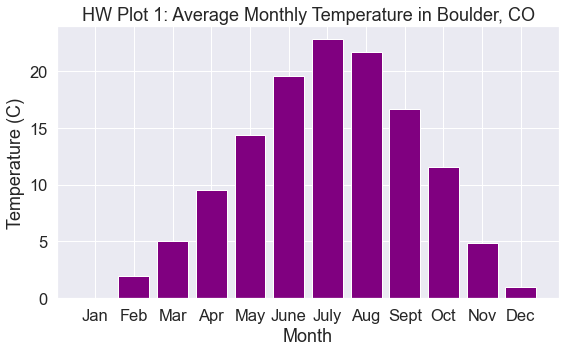 HW Plot 1: Average Monthly Temperature in Boulder, CO
Temperature (C)
20
15
10
5
0
Jan Feb Mar Apr May June July Aug Sept Oct Nov Dec
Month